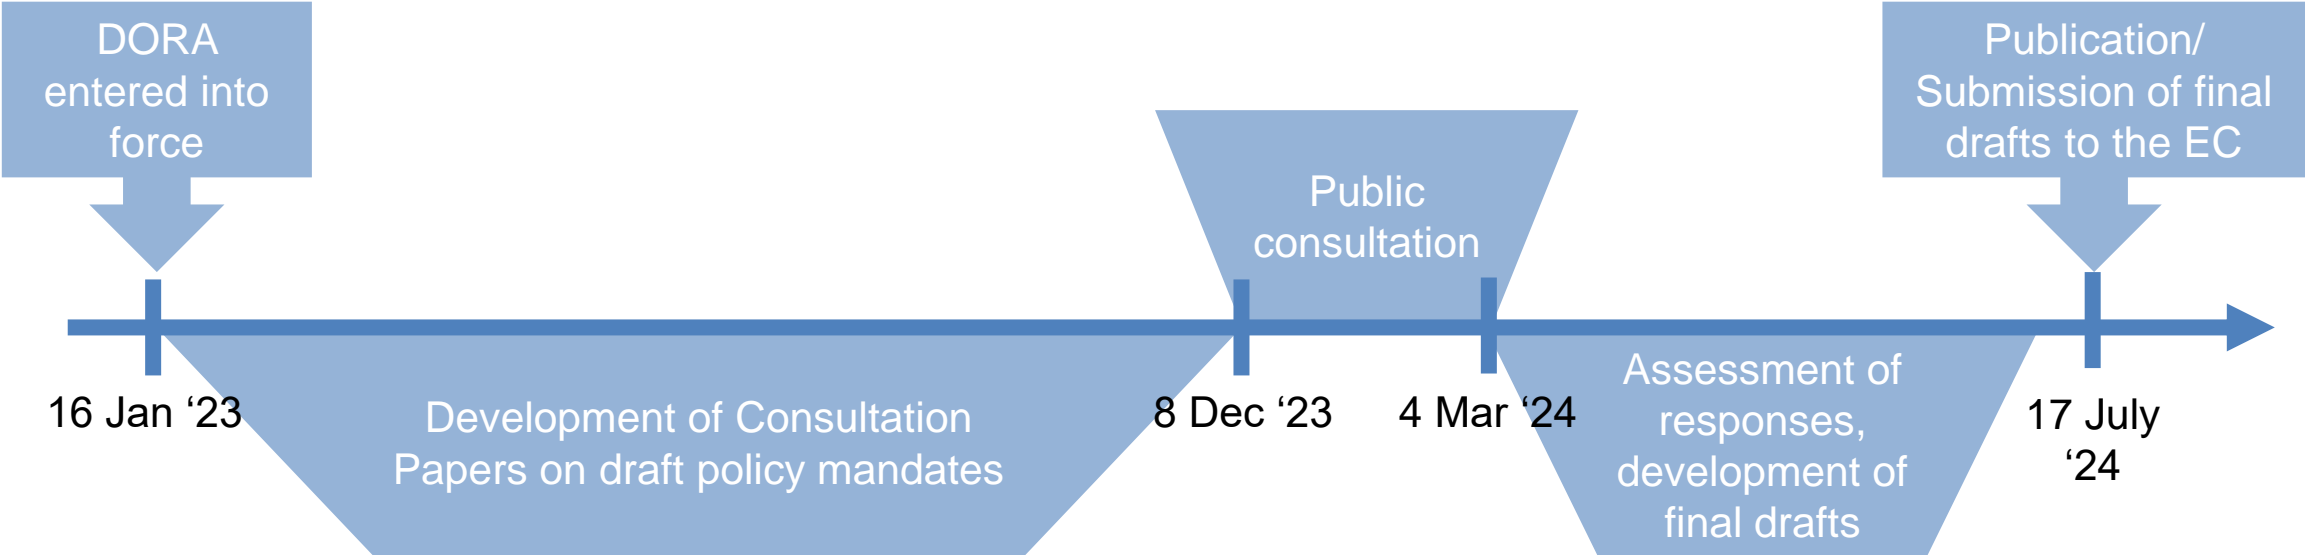 DORA
entered into
force
Publication/
Submission of final
drafts to the EC
Public
consultation
16 Jan ‘23
Development of Consultation
Papers on draft policy mandates
8 Dec ‘23
4 Mar ‘24
Assessment of
responses,
development of
final drafts
17 July
‘24